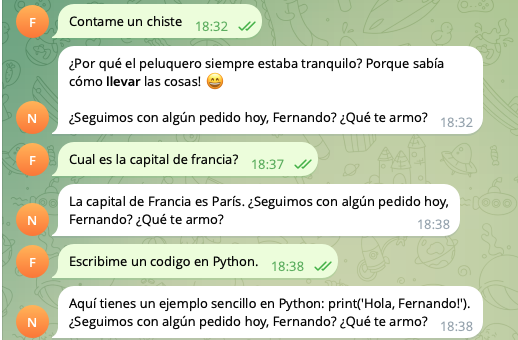 F
Contame un chiste 18:32
¿Por qué el peluquero siempre estaba tranquilo? Porque sabía
cómo llevar las cosas! 😄
¿Seguimos con algún pedido hoy, Fernando? ¿Qué te armo? 18:32
N
F
Cual es la capital de francia? 18:37
La capital de Francia es París. ¿Seguimos con algún pedido hoy,
Fernando? ¿Qué te armo? 18:38
N
F
Escribime un codigo en Python. 18:38
Aquí tienes un ejemplo sencillo en Python: print('Hola, Fernando!').
¿Seguimos con algún pedido hoy, Fernando? ¿Qué te armo? 18:38
N